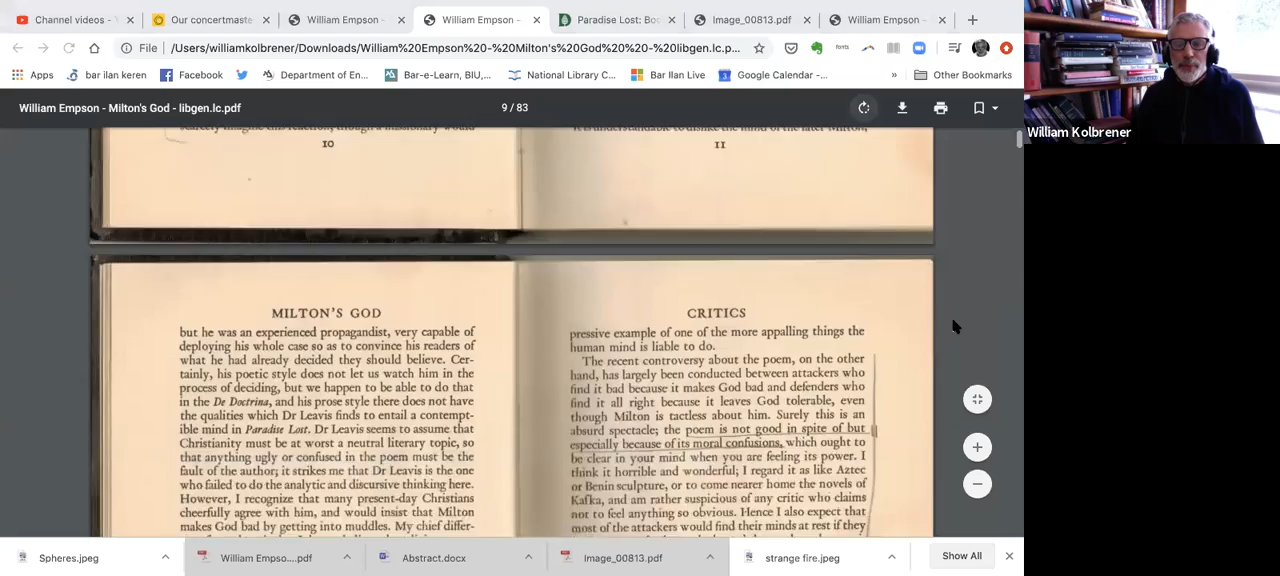 Channel videos - Y
Our concertmaste
William Empson -
William Empson -
Paradise Lost: Boo
Image_00813.pdf
William Empson -
File
/Users/williamkolbrener/Downloads/William%20Empson%20-%20Milton's%20God%20%20-%20libgen.lc.p...
Apps
bar ilan keren
Facebook
Department of En...
Bar-e-Learn, BIU,...
National Library C...
Bar Ilan Live
Google Calendar -...
»
Other Bookmarks
William Empson - Milton's God - libgen.lc.pdf
9 / 83
William Kolbrener
10
11
MILTON'S GOD
but he was an experienced propagandist, very capable of
deploying his whole case so as to convince his readers of
what he had already decided they should believe. Cer-
tainly, his poetic style does not let us watch him in the
process of deciding, but we happen to be able to do that
in the De Doctrina, and his prose style there does not have
the qualities which Dr Leavis finds to entail a contempt-
ible mind in Paradise Lost. Dr Leavis seems to assume that
Christianity must be at worst a neutral literary topic, so
that anything ugly or confused in the poem must be the
fault of the author; it strikes me that Dr Leavis is the one
who failed to do the analytic and discursive thinking here.
However, I recognize that many present-day Christians
cheerfully agree with him, and would insist that Milton
makes God bad by getting into muddles. My chief differ-
CRITICS
pressive example of one of the more appalling things the
human mind is liable to do.
The recent controversy about the poem, on the other
hand, has largely been conducted between attackers who
find it bad because it makes God bad and defenders who
find it all right because it leaves God tolerable, even
though Milton is tactless about him. Surely this is an
absurd spectacle; the poem is not good in spite of but
especially because of its moral confusions, which ought to
be clear in your mind when you are feeling its power. I
think it horrible and wonderful; I regard it as like Aztec
or Benin sculpture, or to come nearer home the novels of
Kafka, and am rather suspicious of any critic who claims
not to feel anything so obvious. Hence I also expect that
most of the attackers would find their minds at rest if they
Spheres.jpeg
William Empso....pdf
Abstract.docx
Image_00813.pdf
strange fire.jpeg
Show All